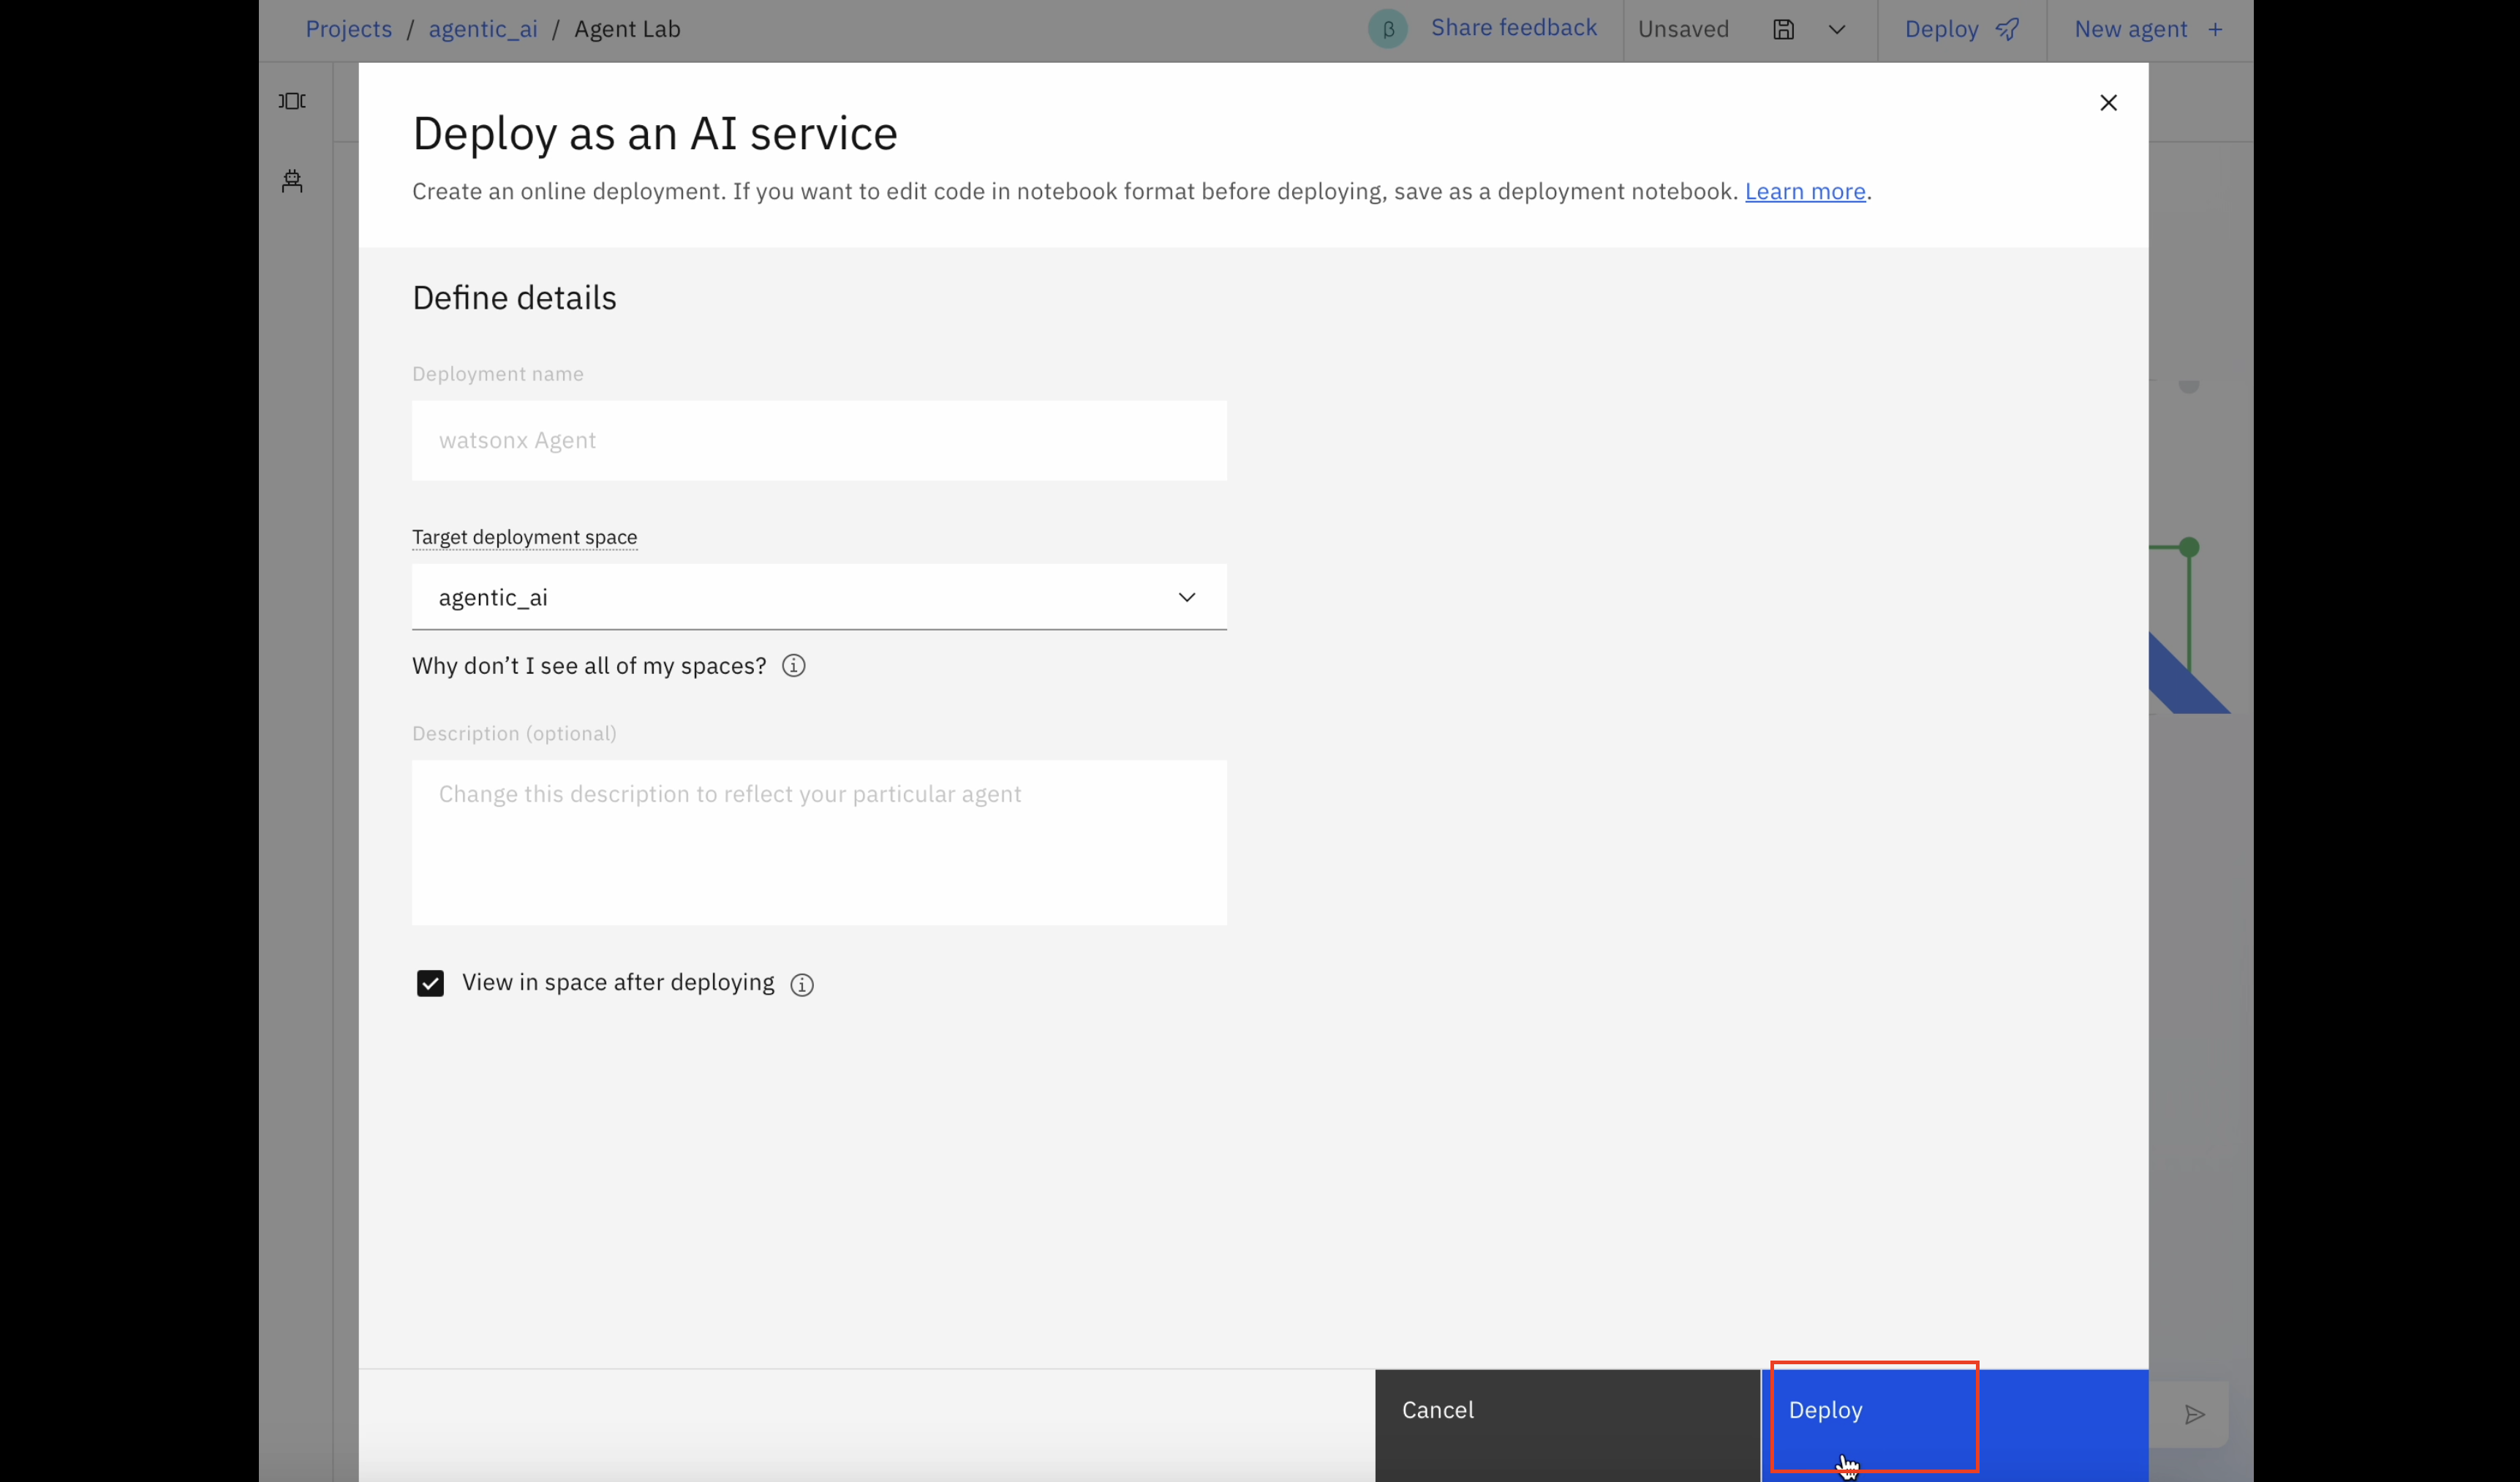 Projects / agentic_ai / Agent Lab
β Share feedback Unsaved Deploy New agent +
Deploy as an AI service
Create an online deployment. If you want to edit code in notebook format before deploying, save as a deployment notebook. Learn more.
Define details
Deployment name
watsonx Agent
Target deployment space
agentic_ai
Why don’t I see all of my spaces?
Description (optional)
Change this description to reflect your particular agent
View in space after deploying
Cancel
Deploy